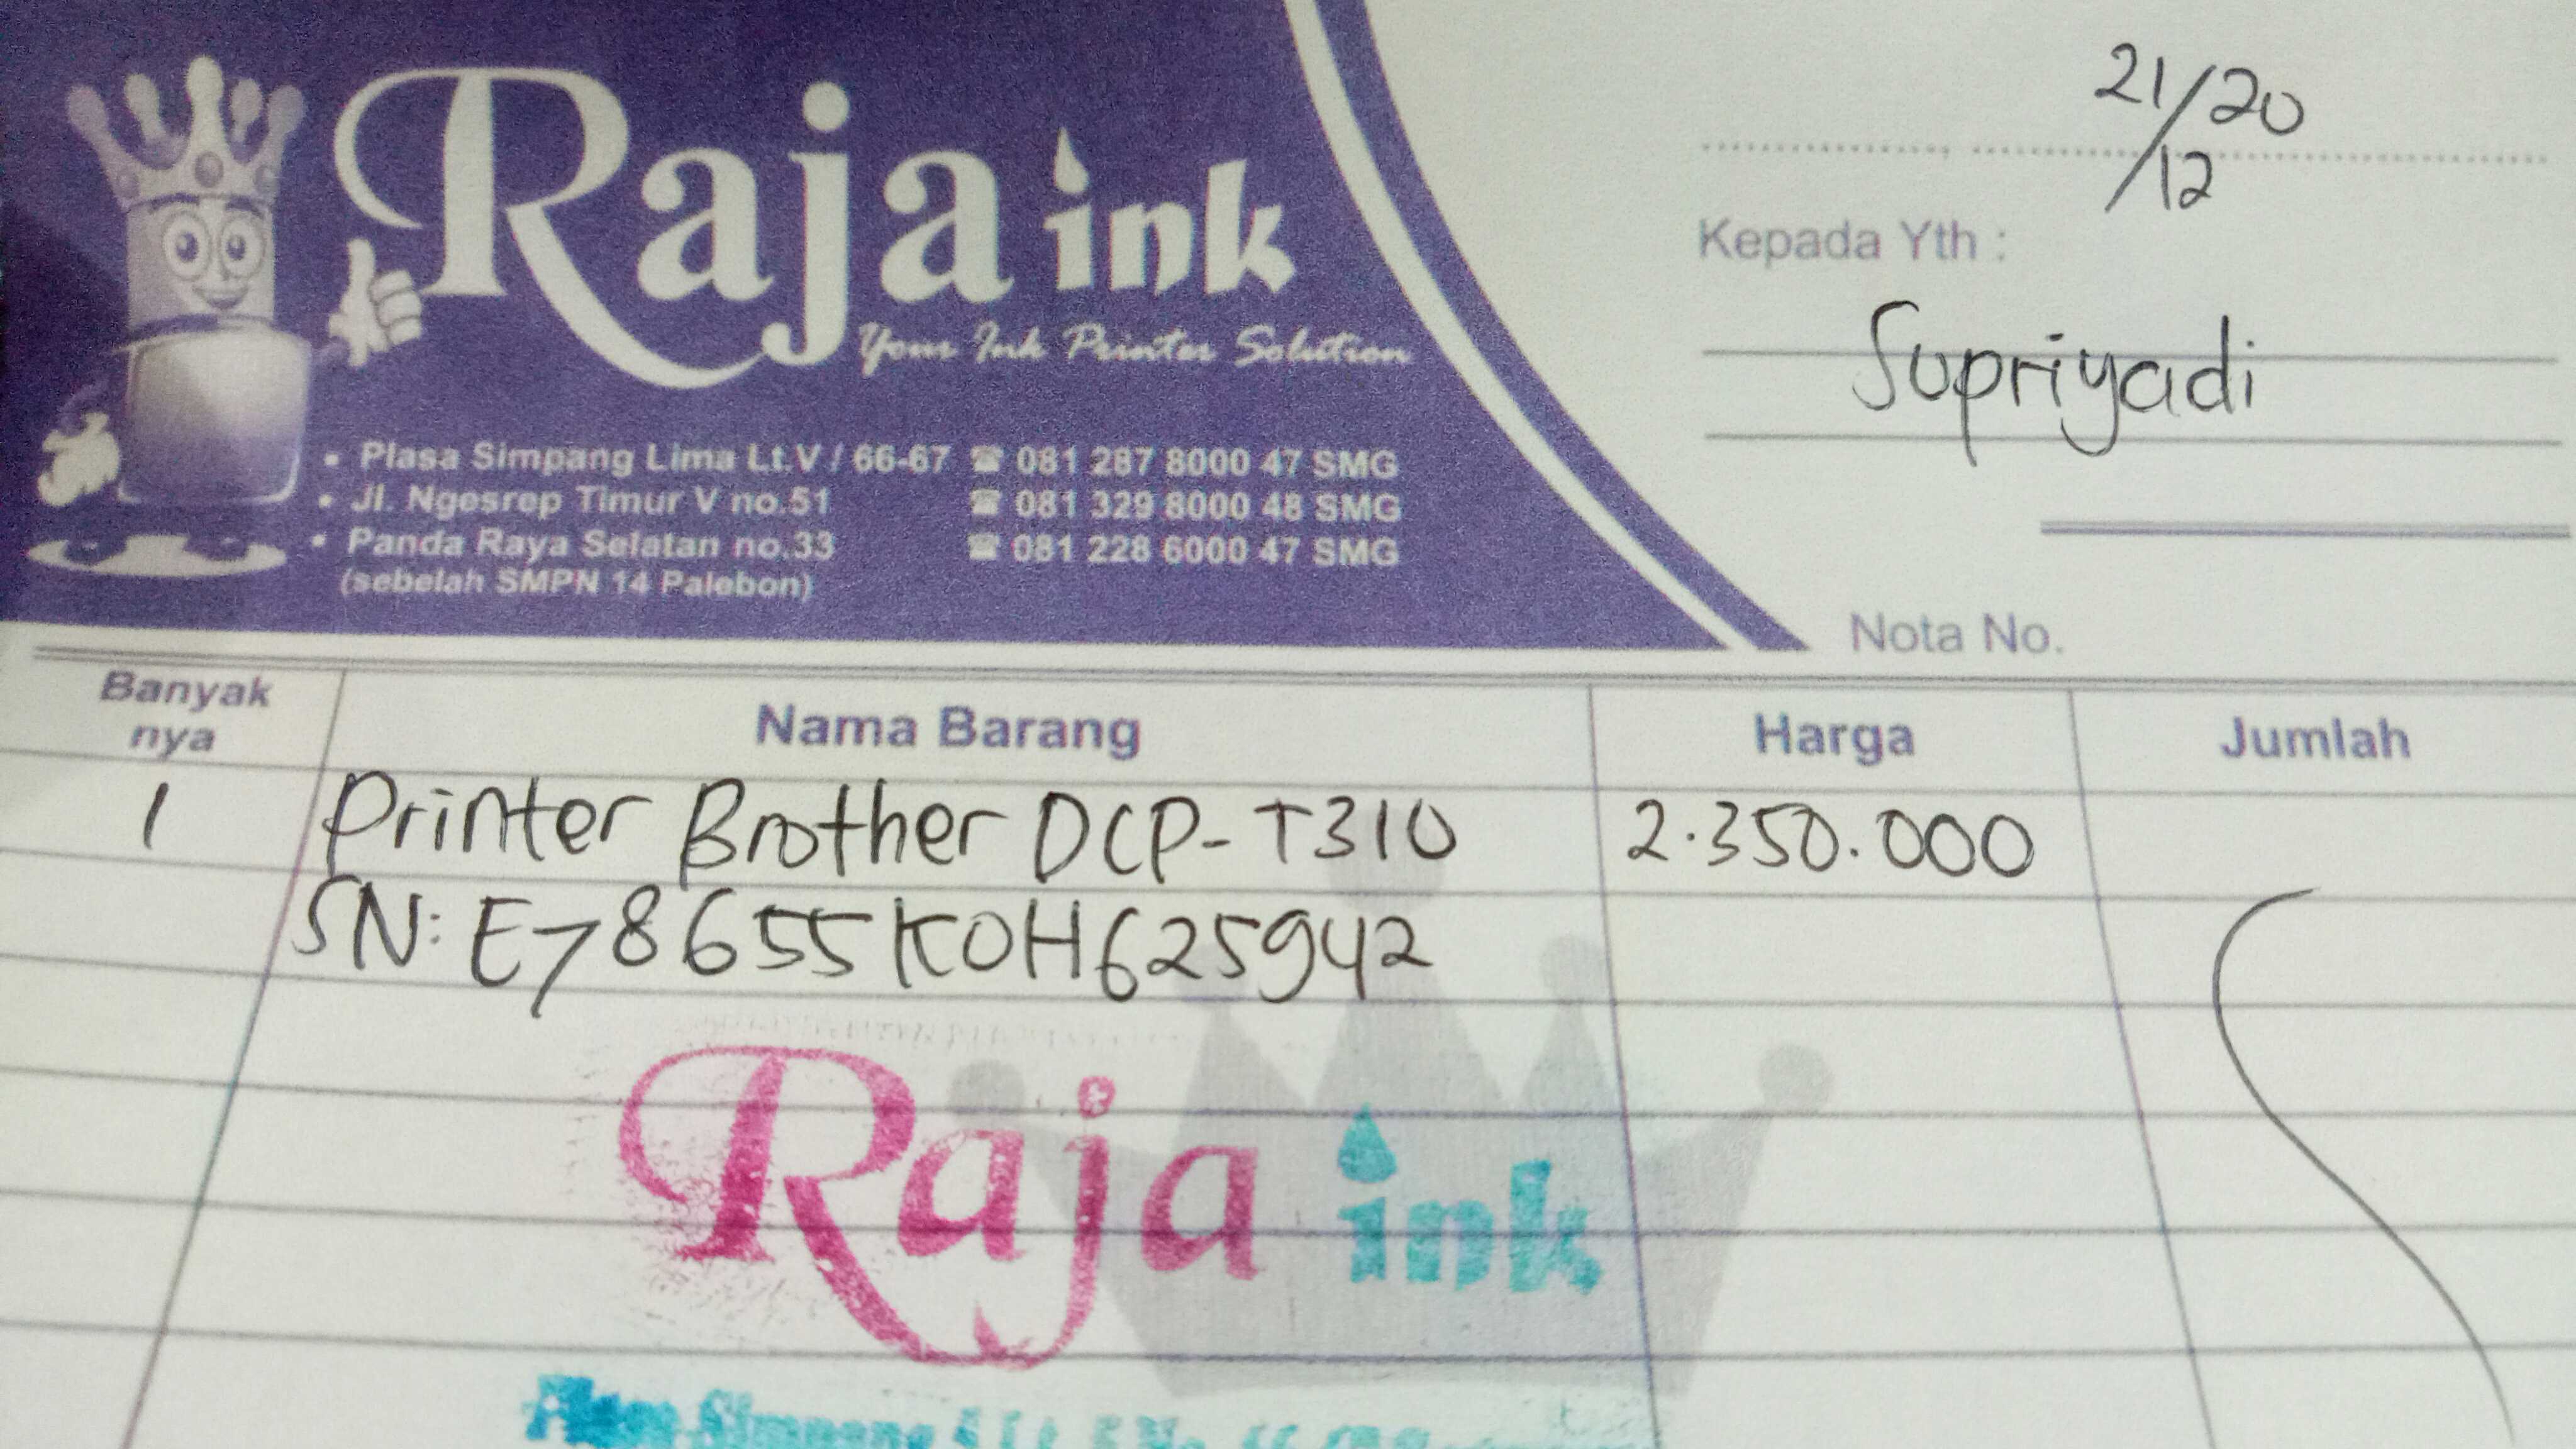 Raja ink
Your Ink Printer Solution
• Plasa Simpang Lima Lt.V / 66-67 ☎ 081 287 8000 47 SMG
• Jl. Ngesrep Timur V no.51 ☎ 081 329 8000 48 SMG
• Panda Raya Selatan no.33 ☎ 081 228 6000 47 SMG
(sebelah SMPN 14 Palebon)
21/12 20
Kepada Yth :
Supriyadi
Nota No.
Banyak nya Nama Barang Harga Jumlah
1 Printer Brother DCP-T310 2.350.000
SN: E78655K0H625942
Raja ink
Simpang